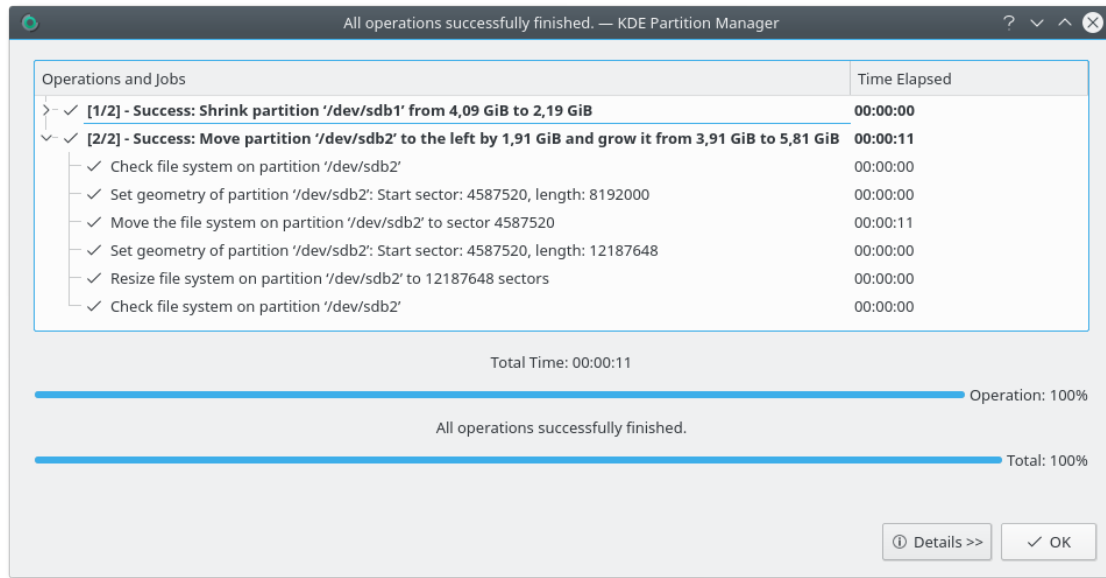 All operations successfully finished. — KDE Partition Manager
Operations and Jobs Time Elapsed
[1/2] - Success: Shrink partition ‘/dev/sdb1’ from 4,09 GiB to 2,19 GiB 00:00:00
[2/2] - Success: Move partition ‘/dev/sdb2’ to the left by 1,91 GiB and grow it from 3,91 GiB to 5,81 GiB 00:00:11
Check file system on partition ‘/dev/sdb2’ 00:00:00
Set geometry of partition ‘/dev/sdb2’: Start sector: 4587520, length: 8192000 00:00:00
Move the file system on partition ‘/dev/sdb2’ to sector 4587520 00:00:11
Set geometry of partition ‘/dev/sdb2’: Start sector: 4587520, length: 12187648 00:00:00
Resize file system on partition ‘/dev/sdb2’ to 12187648 sectors 00:00:00
Check file system on partition ‘/dev/sdb2’ 00:00:00
Total Time: 00:00:11
Operation: 100%
All operations successfully finished.
Total: 100%
Details >> OK